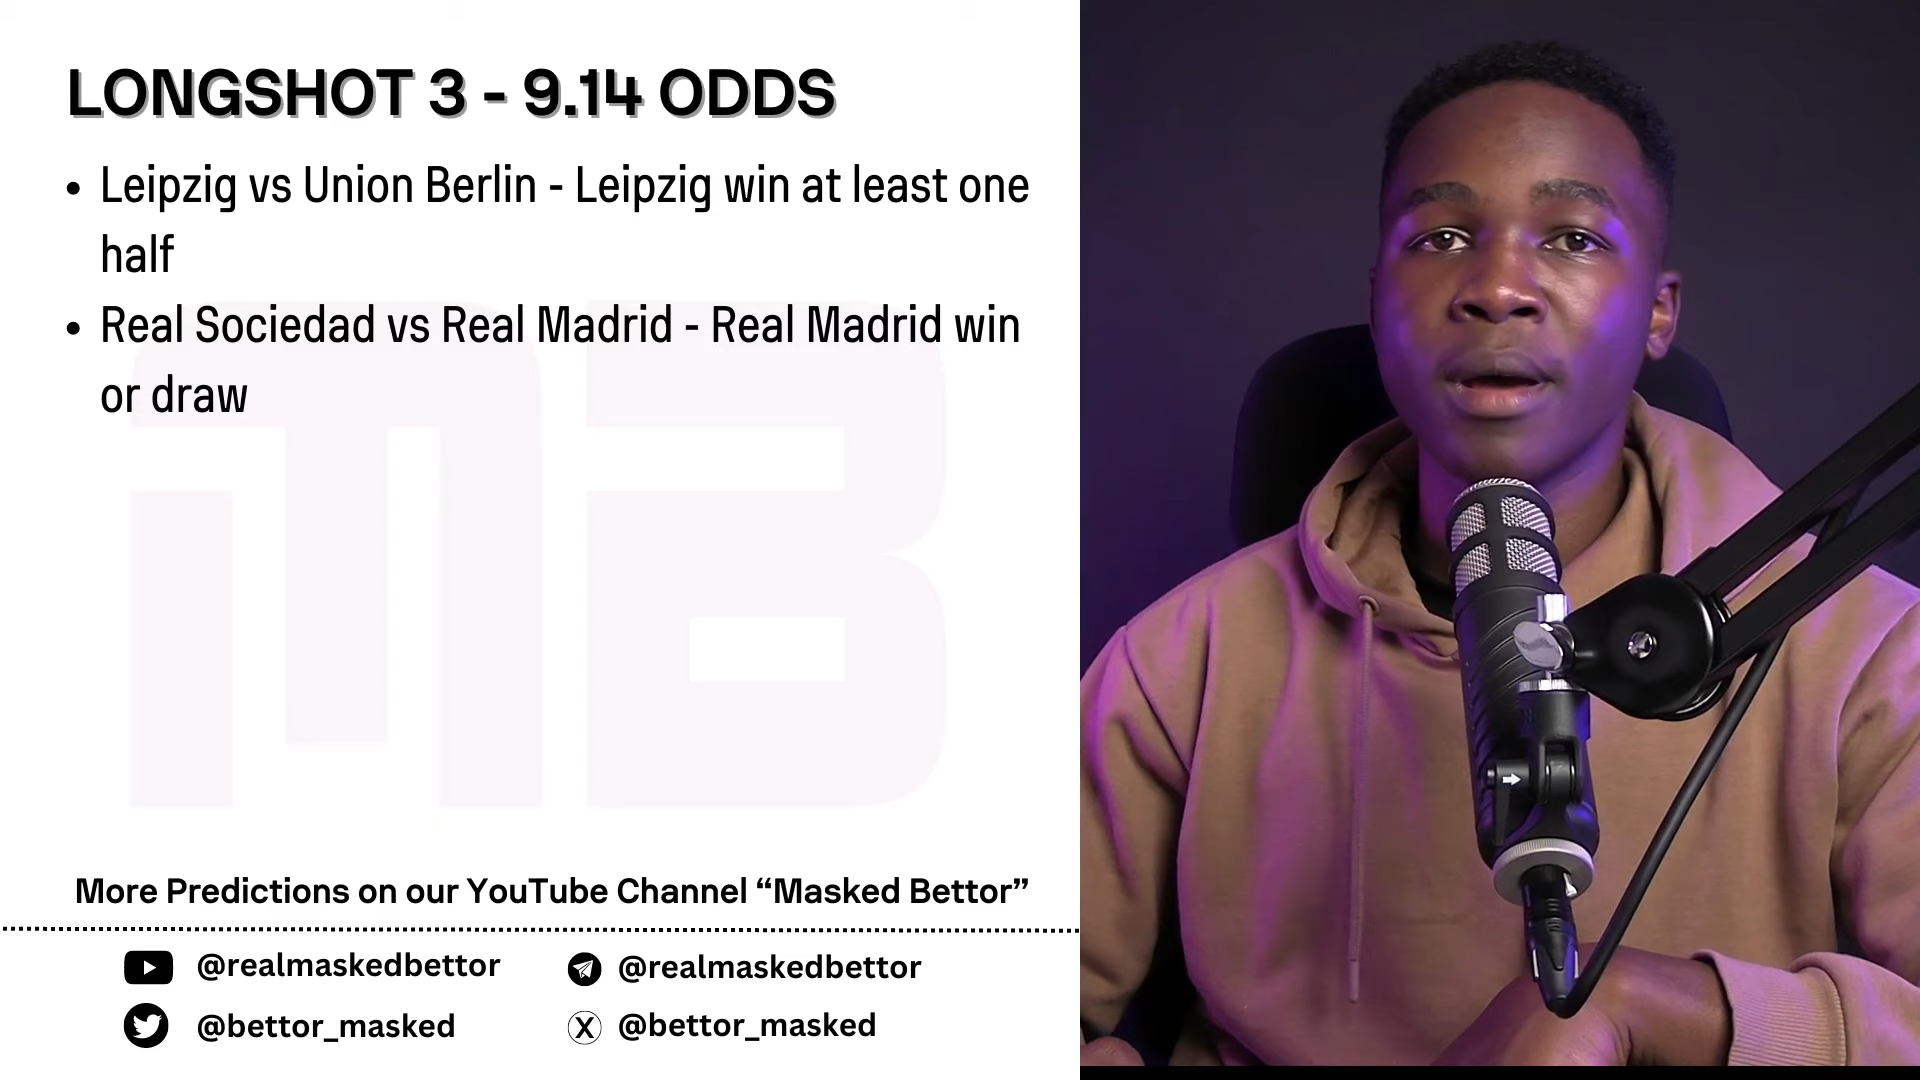 LONGSHOT 3 - 9.14 ODDS
• Leipzig vs Union Berlin - Leipzig win at least one
half
• Real Sociedad vs Real Madrid - Real Madrid win
or draw
MB
More Predictions on our YouTube Channel “Masked Bettor”
@realmaskedbettor
@realmaskedbettor
@bettor_masked
X @bettor_masked